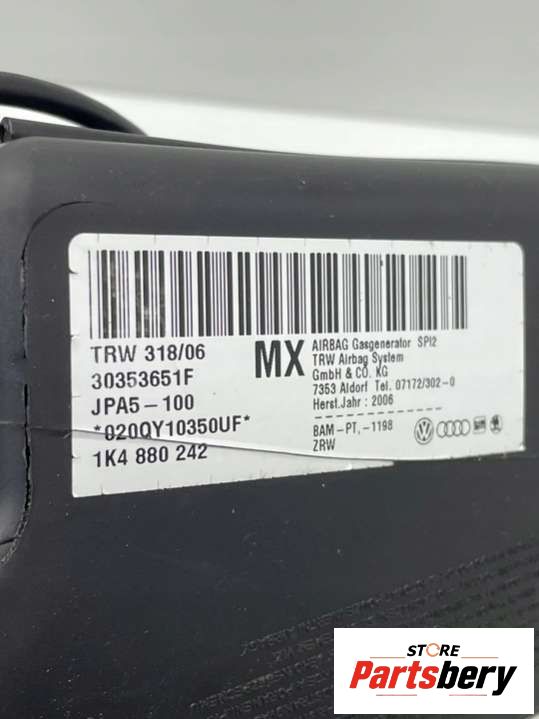 TRW 318/06
30353651F
JPA5-100
*020QY10350UF*
1K4 880 242
MX
AIRBAG Gasgenerator SPI2
TRW Airbag System
GmbH & CO. KG
7353 Aldorf Tel. 07172/302-0
Herst.Jahr : 2006
BAM-PT,-1198
ZRW
STORE
Partsbery